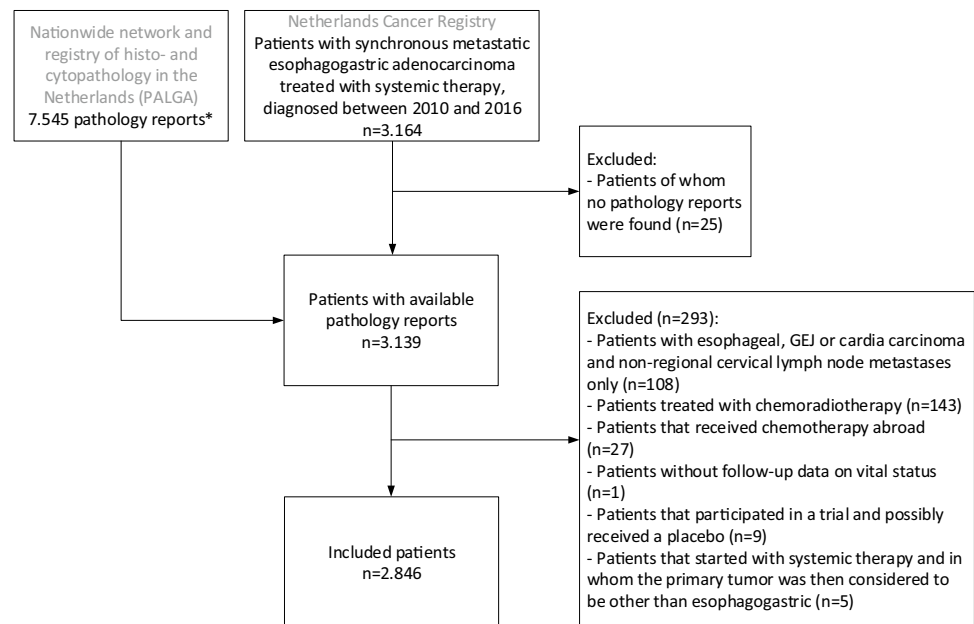 Nationwide network and
registry of histo- and
cytopathology in the
Netherlands (PALGA)
7.545 pathology reports*
Netherlands Cancer Registry
Patients with synchronous metastatic
esophagogastric adenocarcinoma
treated with systemic therapy,
diagnosed between 2010 and 2016
n=3.164
Excluded:
- Patients of whom
no pathology reports
were found (n=25)
Patients with available
pathology reports
n=3.139
Excluded (n=293):
- Patients with esophageal, GEJ or cardia carcinoma
and non-regional cervical lymph node metastases
only (n=108)
- Patients treated with chemoradiotherapy (n=143)
- Patients that received chemotherapy abroad
(n=27)
- Patients without follow-up data on vital status
(n=1)
- Patients that participated in a trial and possibly
received a placebo (n=9)
- Patients that started with systemic therapy and in
whom the primary tumor was then considered to
be other than esophagogastric (n=5)
Included patients
n=2.846